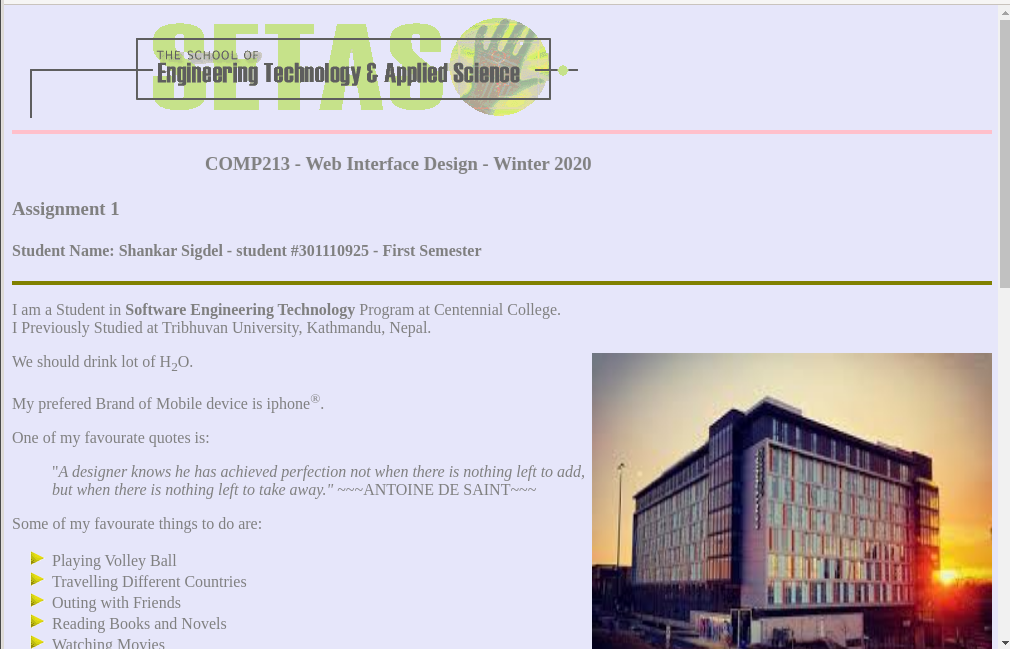 SETAS
THE SCHOOL OF
Engineering Technology & Applied Science
COMP213 - Web Interface Design - Winter 2020
Assignment 1
Student Name: Shankar Sigdel - student #301110925 - First Semester
I am a Student in Software Engineering Technology Program at Centennial College.
I Previously Studied at Tribhuvan University, Kathmandu, Nepal.
We should drink lot of H₂O.
My prefered Brand of Mobile device is iphone®.
One of my favourate quotes is:
"A designer knows he has achieved perfection not when there is nothing left to add,
but when there is nothing left to take away." ~~~ANTOINE DE SAINT~~~
Some of my favourate things to do are:
Playing Volley Ball
Travelling Different Countries
Outing with Friends
Reading Books and Novels
Watching Movies